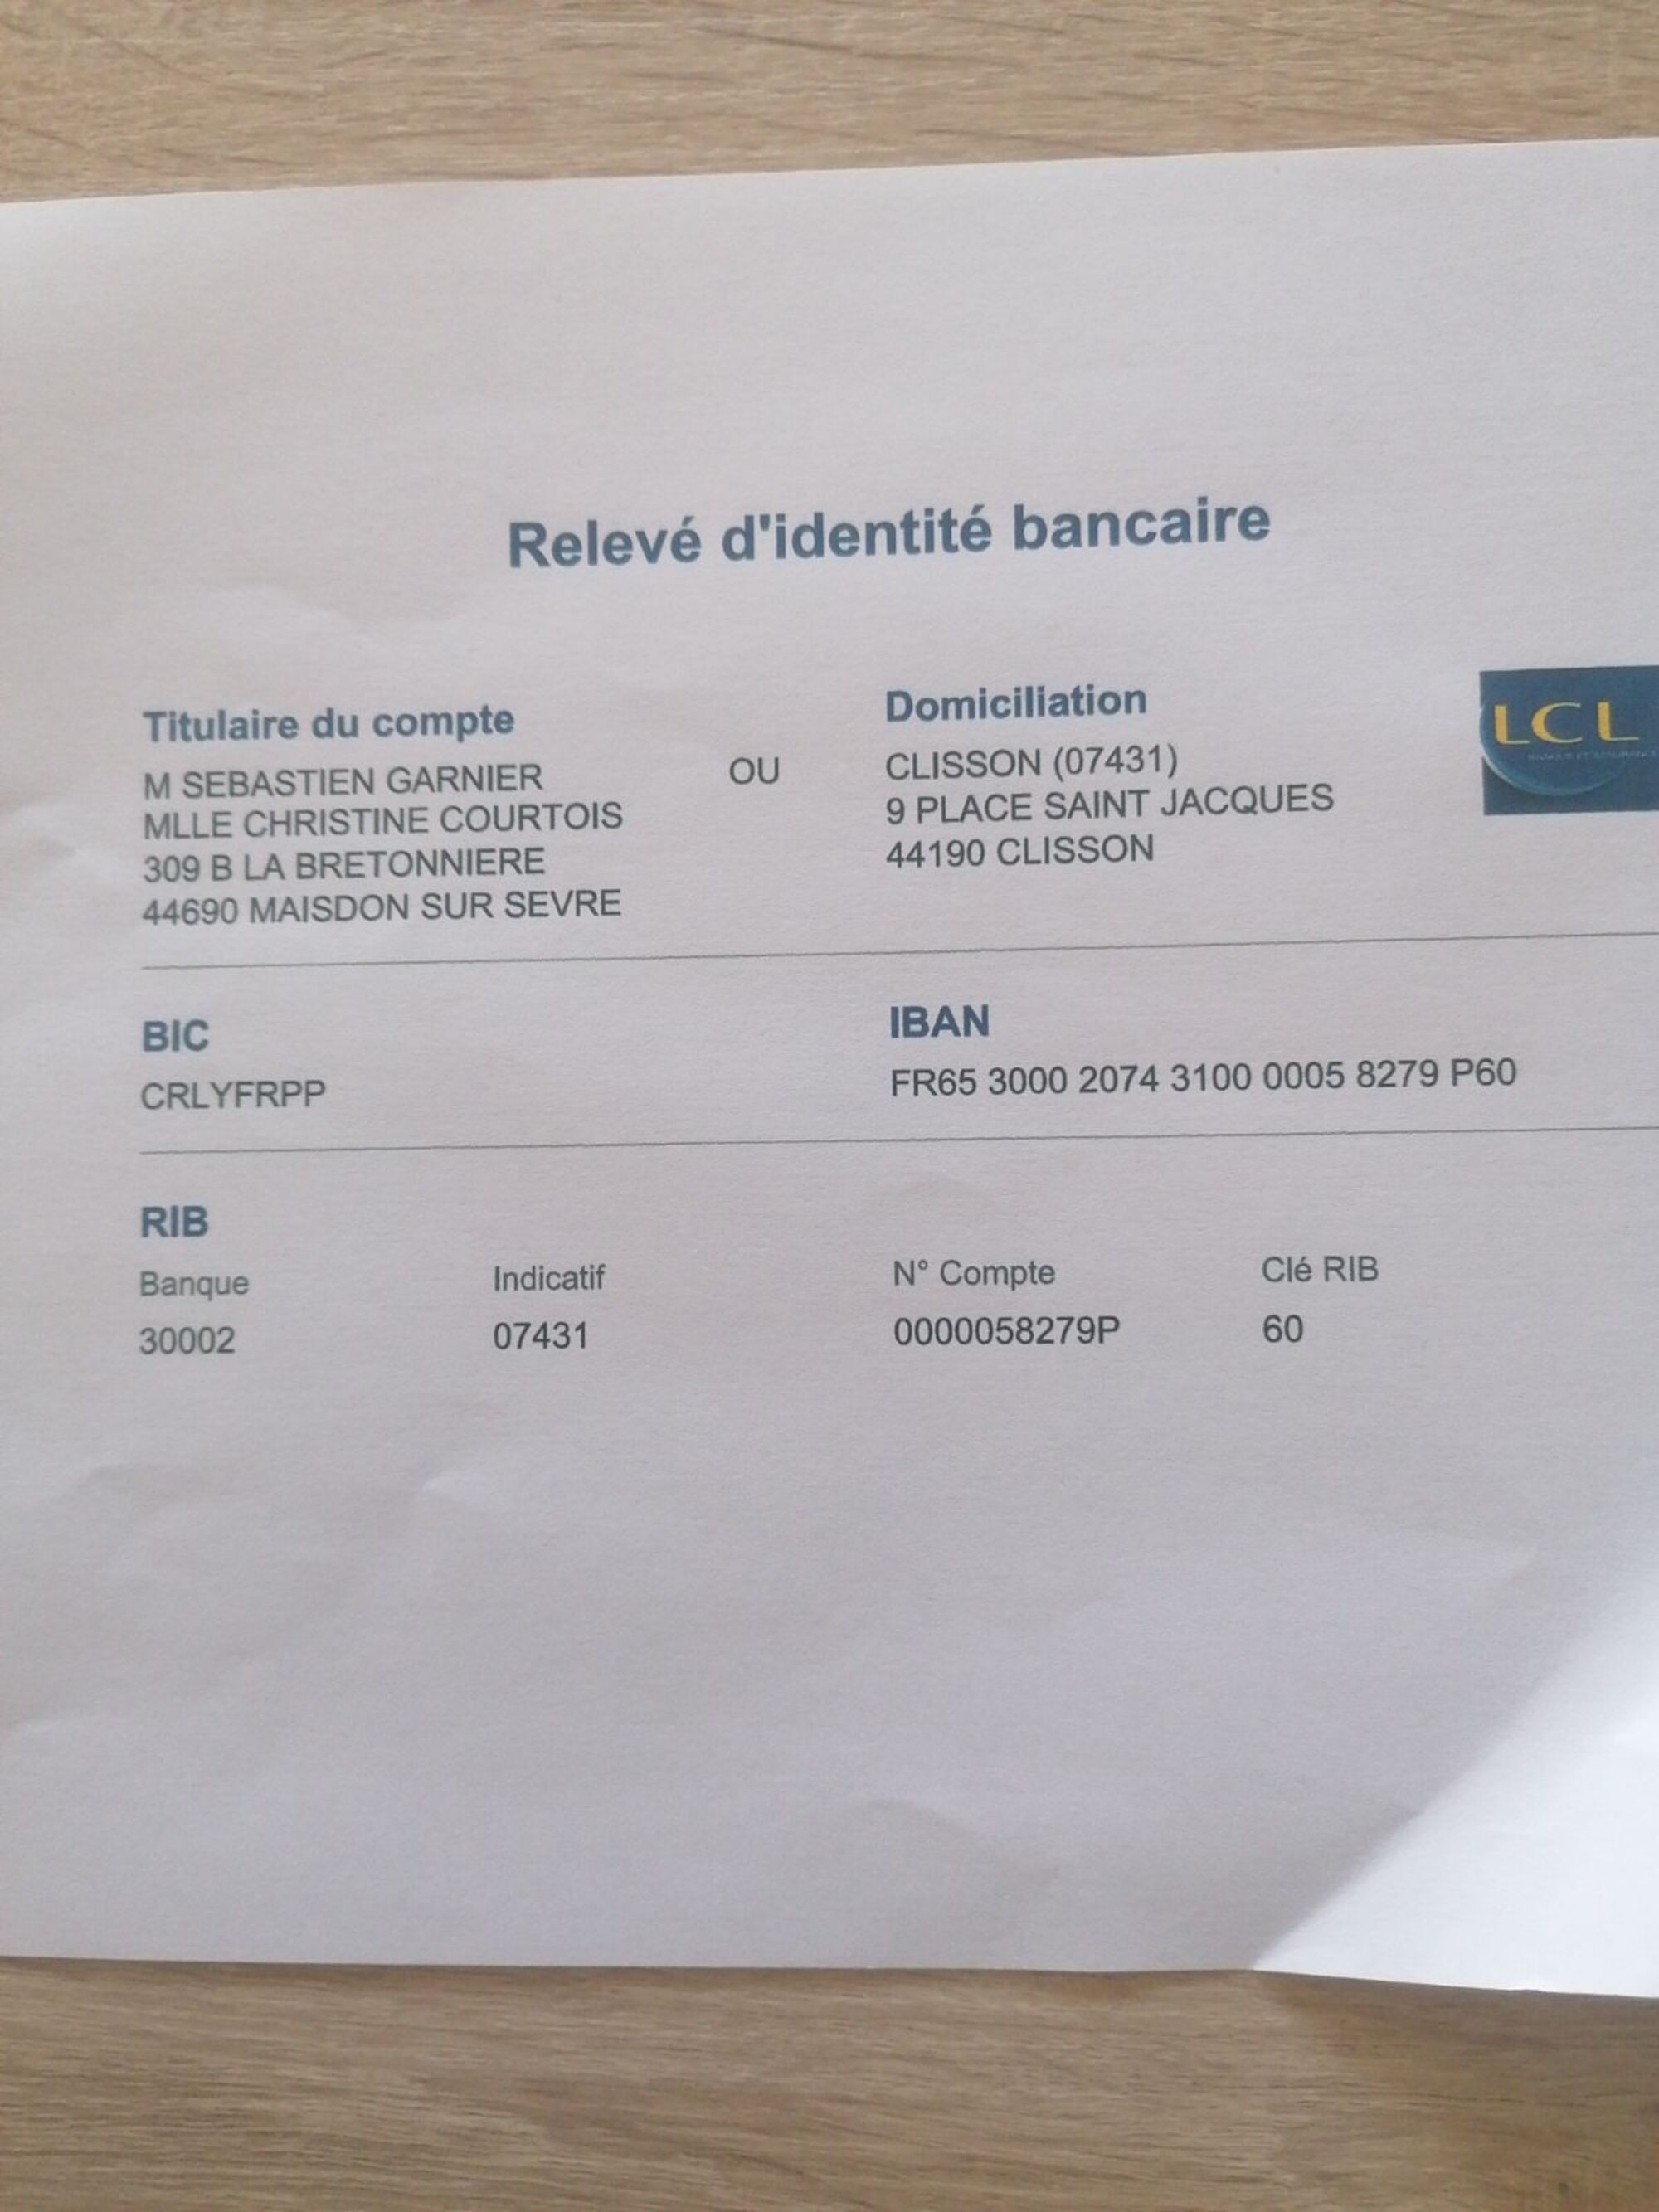 Relevé d'identité bancaire
Titulaire du compte
M SEBASTIEN GARNIER OU
MLLE CHRISTINE COURTOIS
309 B LA BRETONNIERE
44690 MAISDON SUR SEVRE
Domiciliation
CLISSON (07431)
9 PLACE SAINT JACQUES
44190 CLISSON
LCL
BIC
CRLYFRPP
IBAN
FR65 3000 2074 3100 0005 8279 P60
RIB
Banque Indicatif N° Compte Clé RIB
30002 07431 0000058279P 60